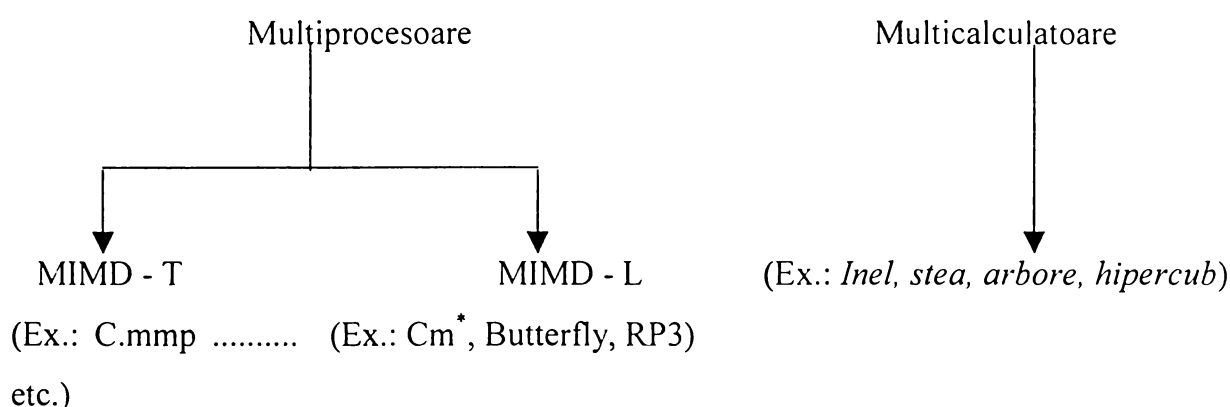 Multiprocesoare Multicalculatoare
MIMD - T MIMD - L (Ex.: Inel, stea, arbore, hipercub)
(Ex.: C.mmp .......... (Ex.: Cm*, Butterfly, RP3)
etc.)